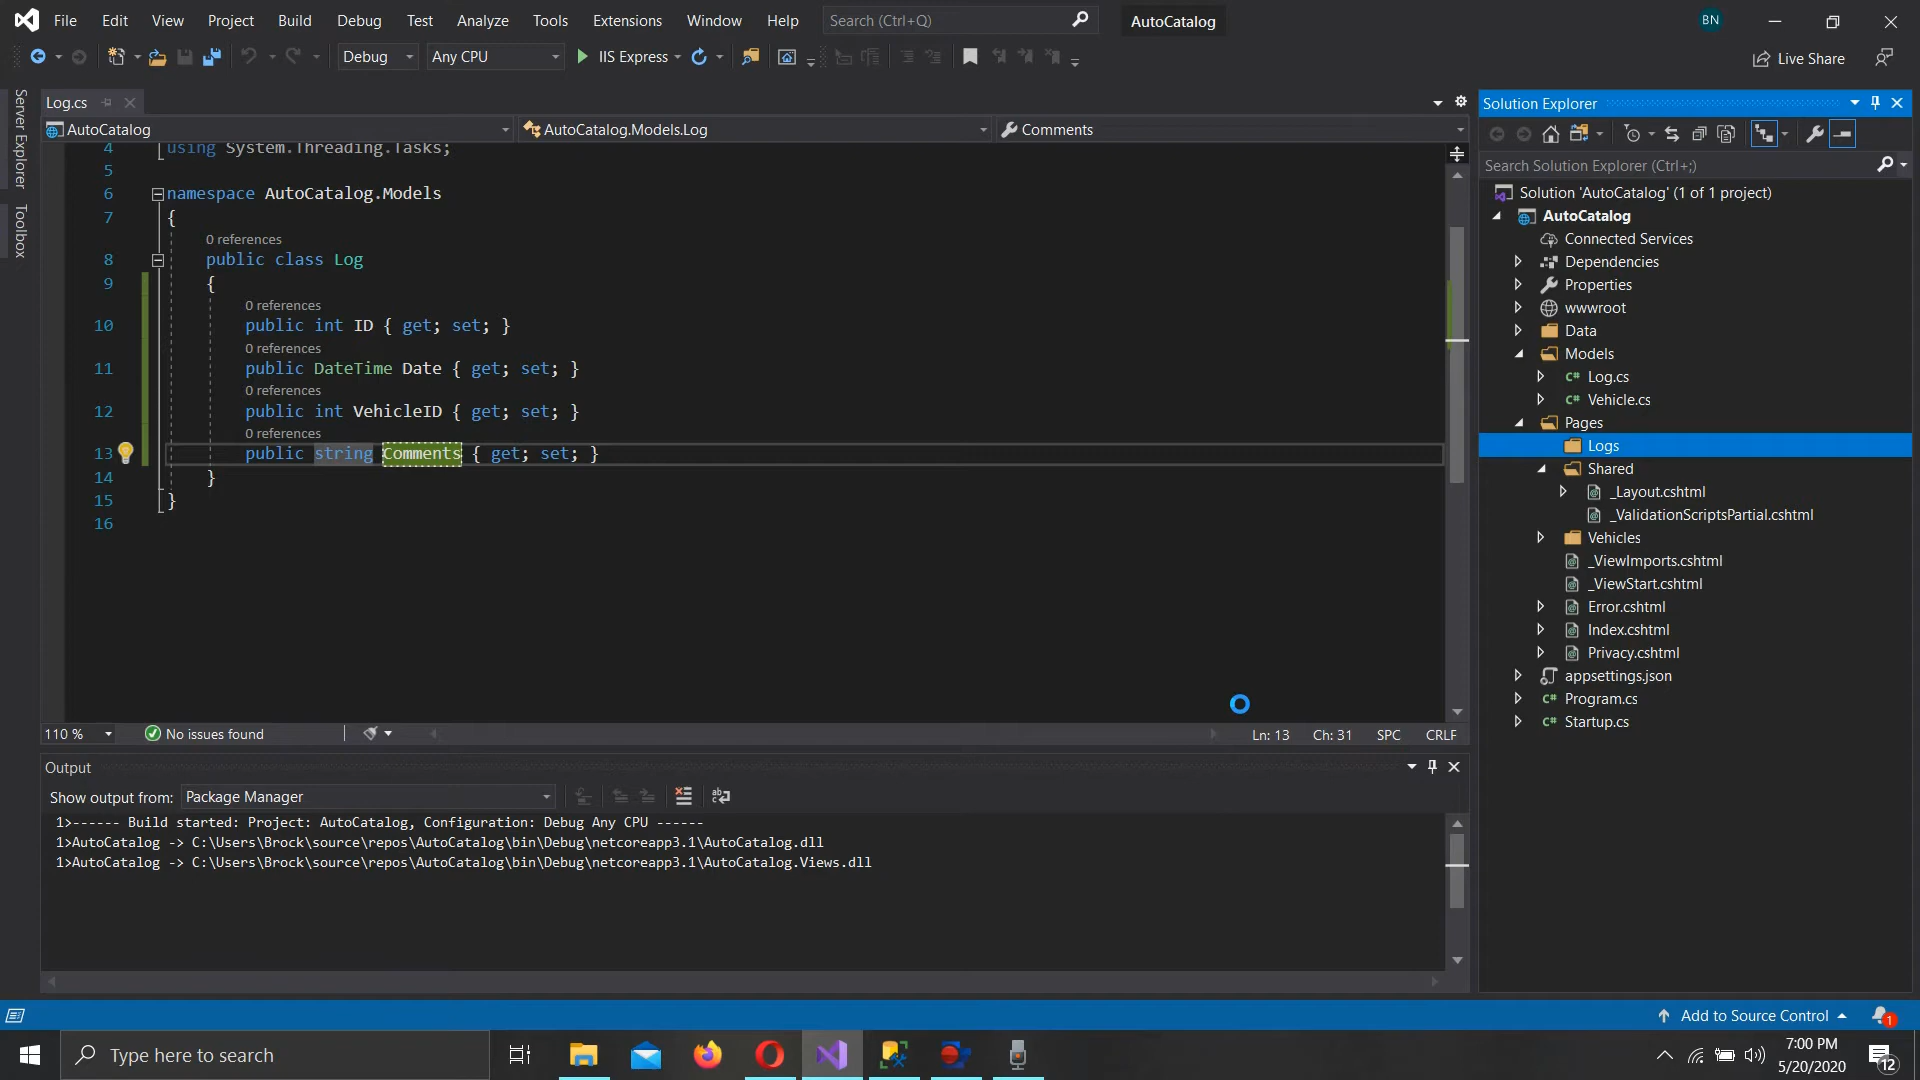 File Edit View Project Build Debug Test Analyze Tools Extensions Window Help Search (Ctrl+Q) AutoCatalog BN
Debug Any CPU IIS Express Live Share
Server Explorer
Toolbox
Log.cs
AutoCatalog AutoCatalog.Models.Log Comments
4 using System.Threading.Tasks;
5
6 namespace AutoCatalog.Models
7 {
0 references
8 public class Log
9 {
0 references
10 public int ID { get; set; }
0 references
11 public DateTime Date { get; set; }
0 references
12 public int VehicleID { get; set; }
0 references
13 public string Comments { get; set; }
14 }
15 }
16
110 % No issues found Ln: 13 Ch: 31 SPC CRLF
Output
Show output from: Package Manager
1>------ Build started: Project: AutoCatalog, Configuration: Debug Any CPU ------
1>AutoCatalog -> C:\Users\Brock\source\repos\AutoCatalog\bin\Debug\netcoreapp3.1\AutoCatalog.dll
1>AutoCatalog -> C:\Users\Brock\source\repos\AutoCatalog\bin\Debug\netcoreapp3.1\AutoCatalog.Views.dll
Solution Explorer
Search Solution Explorer (Ctrl+;)
Solution 'AutoCatalog' (1 of 1 project)
AutoCatalog
Connected Services
Dependencies
Properties
wwwroot
Data
Models
C# Log.cs
C# Vehicle.cs
Pages
Logs
Shared
_Layout.cshtml
_ValidationScriptsPartial.cshtml
Vehicles
_ViewImports.cshtml
_ViewStart.cshtml
Error.cshtml
Index.cshtml
Privacy.cshtml
appsettings.json
C# Program.cs
C# Startup.cs
Add to Source Control 1
Type here to search
7:00 PM
5/20/2020
12